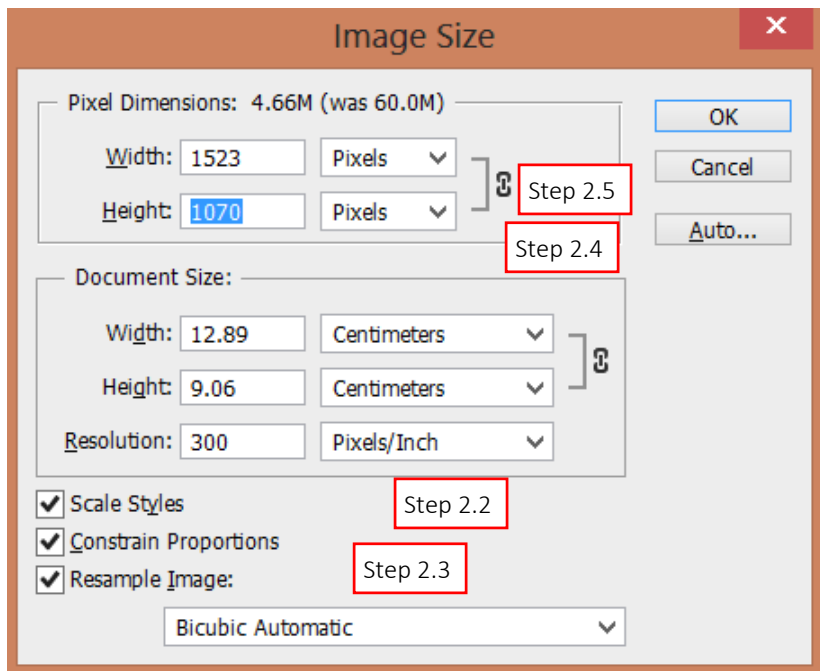 Image Size
Pixel Dimensions: 4.66M (was 60.0M)
OK
Width: 1523 Pixels
Cancel
Step 2.5
Height: 1070 Pixels
Auto...
Step 2.4
Document Size:
Width: 12.89 Centimeters
Height: 9.06 Centimeters
Resolution: 300 Pixels/Inch
Scale Styles
Step 2.2
Constrain Proportions
Step 2.3
Resample Image:
Bicubic Automatic